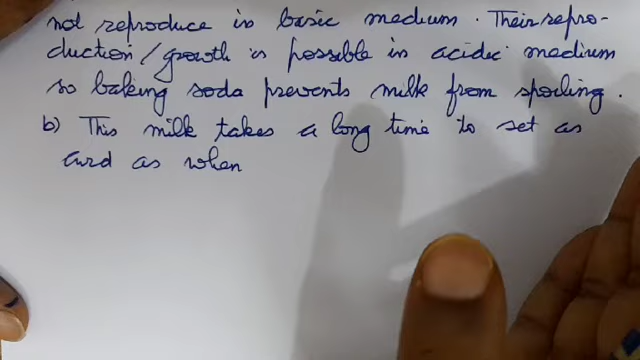 not reproduce in basic medium. Their repro-
duction/growth is possible in acidic medium
so baking soda prevents milk from spoiling.
b) This milk takes a long time to set as
curd as when